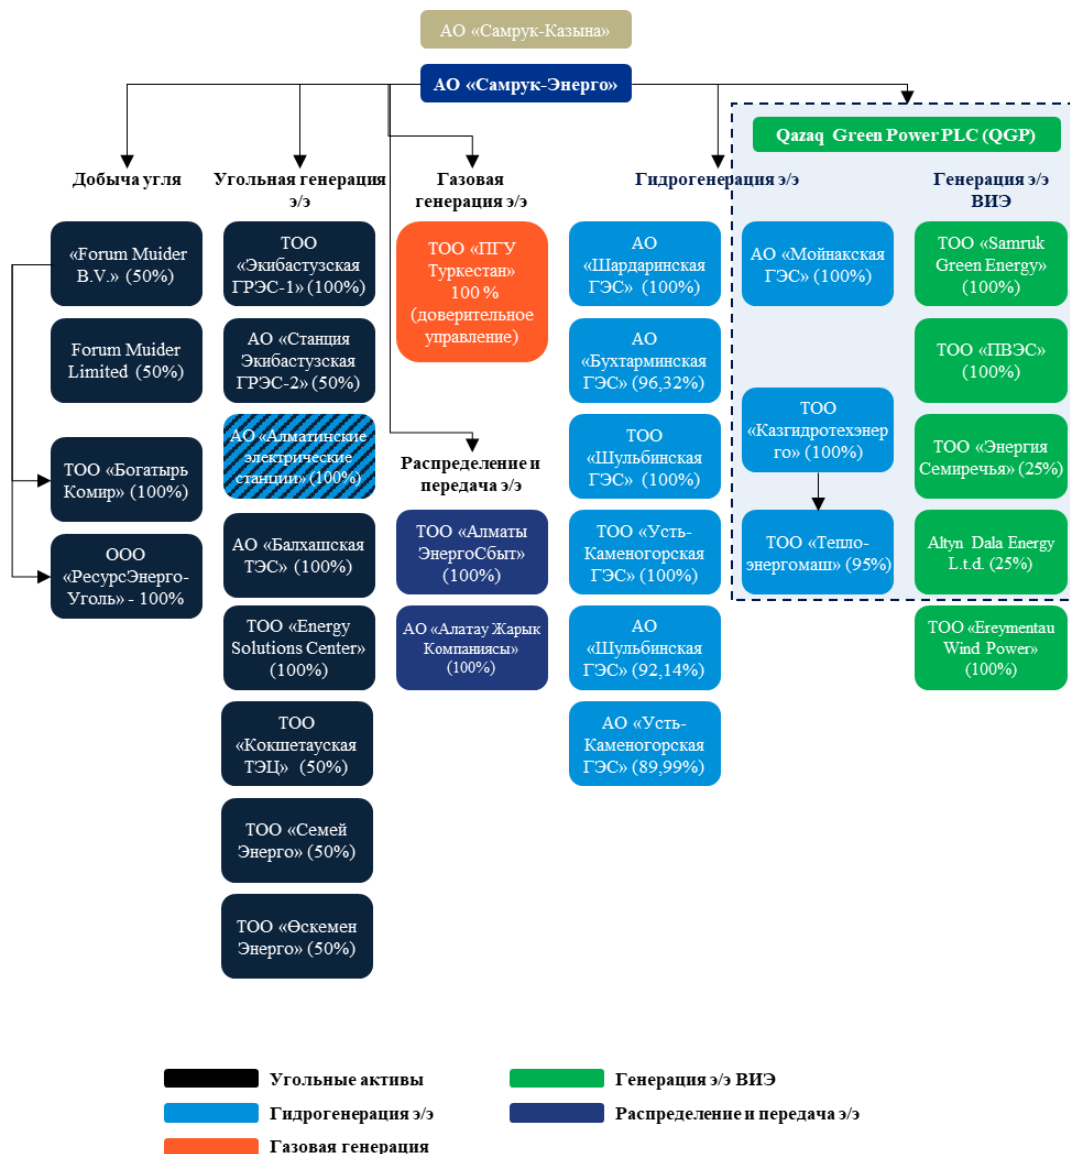 АО «Самрук-Казына»
АО «Самрук-Энерго»
Qazaq Green Power PLC (QGP)
Добыча угля
Угольная генерация
э/э
Газовая
генерация э/э
Гидрогенерация э/э
Генерация э/э
ВИЭ
«Forum Muider
B.V.» (50%)
Forum Muider
Limited (50%)
ТОО «Богатырь
Комир» (100%)
ООО
«РесурсЭнерго-
Уголь» - 100%
ТОО
«Экибастузская
ГРЭС-1» (100%)
АО «Станция
Экибастузская
ГРЭС-2» (50%)
АО «Алматинские
электрические
станции» (100%)
АО «Балхашская
ТЭС» (100%)
ТОО «Energy
Solutions Center»
(100%)
ТОО
«Кокшетауская
ТЭЦ» (50%)
ТОО «Семей
Энерго» (50%)
ТОО «Өскемен
Энерго» (50%)
ТОО «ПГУ
Туркестан»
100 %
(доверительное
управление)
Распределение и
передача э/э
ТОО «Алматы
ЭнергоСбыт»
(100%)
АО «Алатау Жарык
Компаниясы»
(100%)
АО
«Шардаринская
ГЭС» (100%)
АО
«Бухтарминская
ГЭС» (96,32%)
ТОО
«Шульбинская
ГЭС» (100%)
ТОО «Усть-
Каменогорская
ГЭС» (100%)
АО
«Шульбинская
ГЭС» (92,14%)
АО «Усть-
Каменогорская
ГЭС» (89,99%)
АО «Мойнакская
ГЭС» (100%)
ТОО
«Казгидротехэнер
го» (100%)
ТОО «Тепло-
энергомаш» (95%)
ТОО «Samruk
Green Energy»
(100%)
ТОО «ПВЭС»
(100%)
ТОО «Энергия
Семиречья» (25%)
Altyn Dala Energy
L.t.d. (25%)
ТОО «Ereymentau
Wind Power»
(100%)
Угольные активы
Гидрогенерация э/э
Газовая генерация
Генерация э/э ВИЭ
Распределение и передача э/э